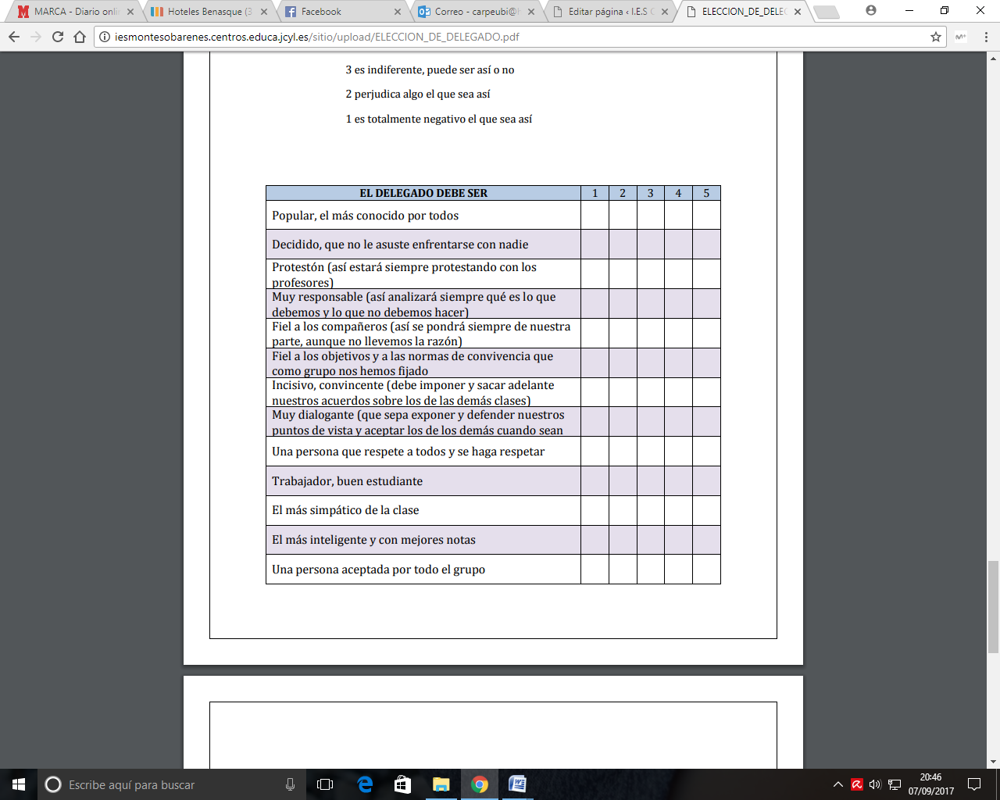 MARCA - Diario onli
Hoteles Benasque (3
Facebook
Correo - carpeubi@h
Editar página ‹ I.E.S C
ELECCION_DE_DELEG
iesmontesobarenes.centros.educa.jcyl.es/sitio/upload/ELECCION_DE_DELEGADO.pdf
3 es indiferente, puede ser así o no
2 perjudica algo el que sea así
1 es totalmente negativo el que sea así
EL DELEGADO DEBE SER 1 2 3 4 5
Popular, el más conocido por todos
Decidido, que no le asuste enfrentarse con nadie
Protestón (así estará siempre protestando con los
profesores)
Muy responsable (así analizará siempre qué es lo que
debemos y lo que no debemos hacer)
Fiel a los compañeros (así se pondrá siempre de nuestra
parte, aunque no llevemos la razón)
Fiel a los objetivos y a las normas de convivencia que
como grupo nos hemos fijado
Incisivo, convincente (debe imponer y sacar adelante
nuestros acuerdos sobre los de las demás clases)
Muy dialogante (que sepa exponer y defender nuestros
puntos de vista y aceptar los de los demás cuando sean
Una persona que respete a todos y se haga respetar
Trabajador, buen estudiante
El más simpático de la clase
El más inteligente y con mejores notas
Una persona aceptada por todo el grupo
Escribe aquí para buscar
20:46
07/09/2017